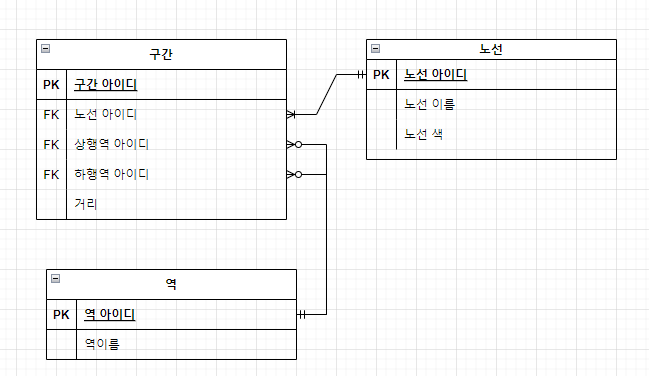 구간
PK 구간 아이디
FK 노선 아이디
FK 상행역 아이디
FK 하행역 아이디
거리
노선
PK 노선 아이디
노선 이름
노선 색
역
PK 역 아이디
역이름